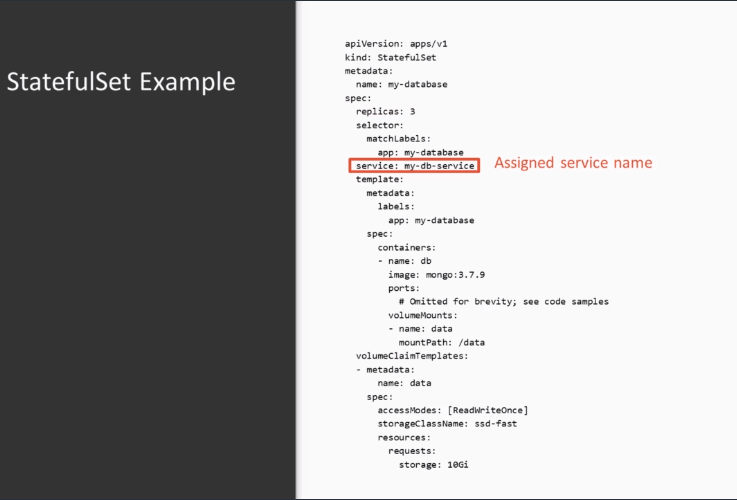 StatefulSet Example
apiVersion: apps/v1
kind: StatefulSet
metadata:
  name: my-database
spec:
  replicas: 3
  selector:
    matchLabels:
      app: my-database
  service: my-db-service
Assigned service name
  template:
    metadata:
      labels:
        app: my-database
    spec:
      containers:
      - name: db
        image: mongo:3.7.9
        ports:
          # Omitted for brevity; see code samples
        volumeMounts:
        - name: data
          mountPath: /data
  volumeClaimTemplates:
  - metadata:
      name: data
    spec:
      accessModes: [ReadWriteOnce]
      storageClassName: ssd-fast
      resources:
        requests:
          storage: 10Gi